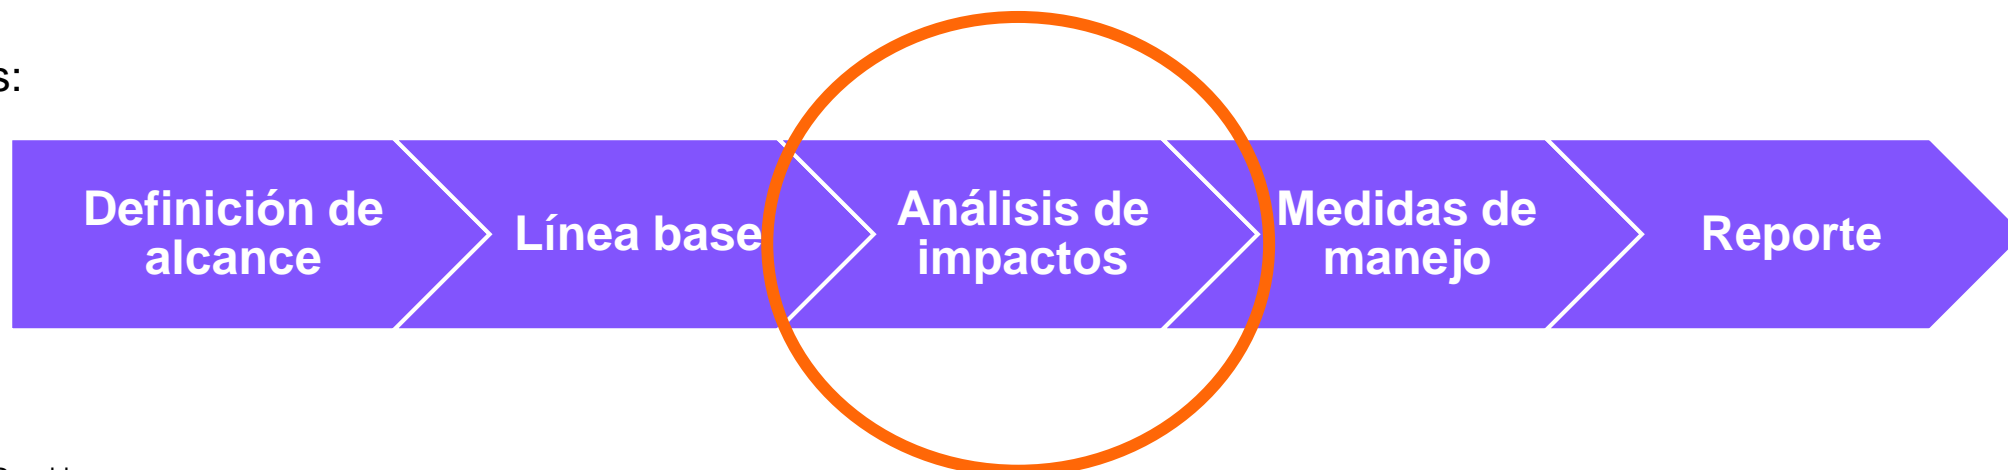 s:
Definición de
alcance
Línea base
Análisis de
impactos
Medidas de
manejo
Reporte